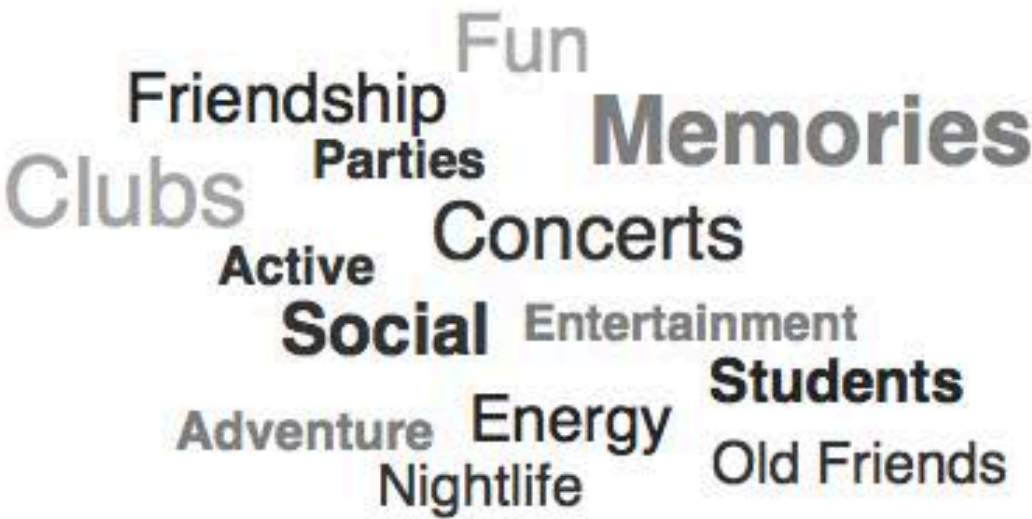 Fun
Friendship
Memories
Parties
Clubs
Concerts
Active
Social
Entertainment
Students
Adventure
Energy
Old Friends
Nightlife